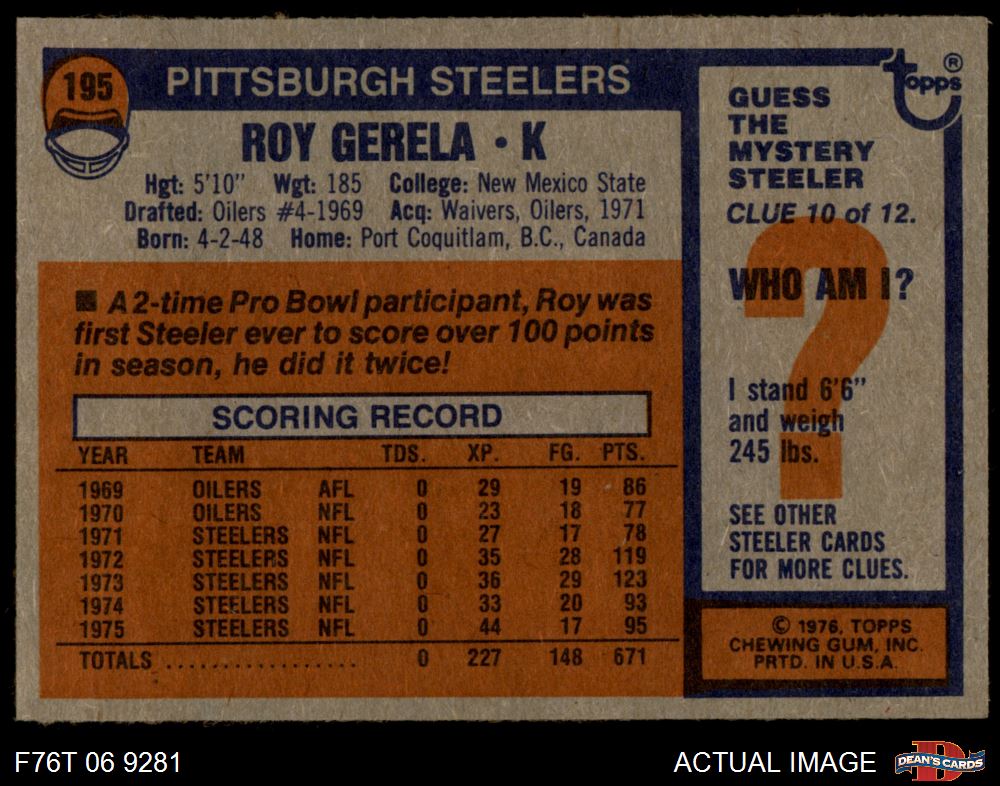 195
PITTSBURGH STEELERS
ROY GERELA • K
Hgt: 5'10" Wgt: 185 College: New Mexico State
Drafted: Oilers #4-1969 Acq: Waivers, Oilers, 1971
Born: 4-2-48 Home: Port Coquitlam, B.C., Canada
■ A 2-time Pro Bowl participant, Roy was
first Steeler ever to score over 100 points
in season, he did it twice!
SCORING RECORD
YEAR TEAM TDS. XP. FG. PTS.
1969 OILERS AFL 0 29 19 86
1970 OILERS NFL 0 23 18 77
1971 STEELERS NFL 0 27 17 78
1972 STEELERS NFL 0 35 28 119
1973 STEELERS NFL 0 36 29 123
1974 STEELERS NFL 0 33 20 93
1975 STEELERS NFL 0 44 17 95
TOTALS ................. 0 227 148 671
topps ®
GUESS
THE
MYSTERY
STEELER
CLUE 10 of 12.
?
WHO AM I?
I stand 6'6"
and weigh
245 lbs.
SEE OTHER
STEELER CARDS
FOR MORE CLUES.
© 1976, TOPPS
CHEWING GUM, INC.
PRTD. IN U.S.A.
F76T 06 9281
ACTUAL IMAGE
D
DEAN'S CARDS